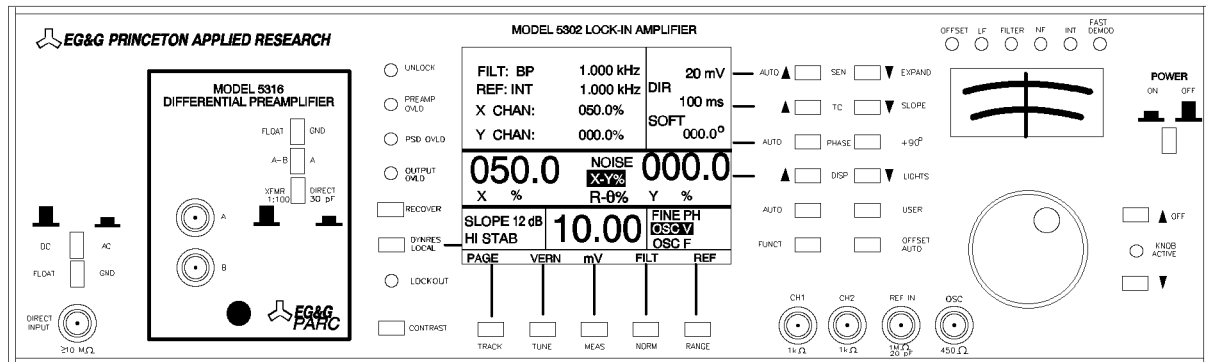 EG&G PRINCETON APPLIED RESEARCH
MODEL 5302 LOCK-IN AMPLIFIER
MODEL 5316
DIFFERENTIAL PREAMPLIFIER
FLOAT GND
A-B A
XFMR DIRECT
1:100 30 pF
A
B
EG&G
PARC
DC AC
FLOAT GND
DIRECT
INPUT
≥10 MΩ
UNLOCK
PREAMP
OVLD
PSD OVLD
OUTPUT
OVLD
RECOVER
DYNRES
LOCAL
LOCKOUT
CONTRAST
FILT: BP 1.000 kHz
REF: INT 1.000 kHz
X CHAN: 050.0%
Y CHAN: 000.0%
20 mV
DIR
100 ms
SOFT
000.0°
050.0 NOISE 000.0
X-Y%
X % R-θ% Y %
SLOPE 12 dB
HI STAB
10.00
FINE PH
OSC V
OSC F
PAGE VERN mV FILT REF
TRACK TUNE MEAS NORM RANGE
AUTO SEN EXPAND
TC SLOPE
AUTO PHASE +90°
DISP LIGHTS
AUTO USER
FUNCT OFFSET
AUTO
CH1 CH2 REF IN OSC
1kΩ 1kΩ 1MΩ 450Ω
20 pF
OFFSET LF FILTER NF INT FAST
DEMOD
POWER
ON OFF
OFF
KNOB
ACTIVE